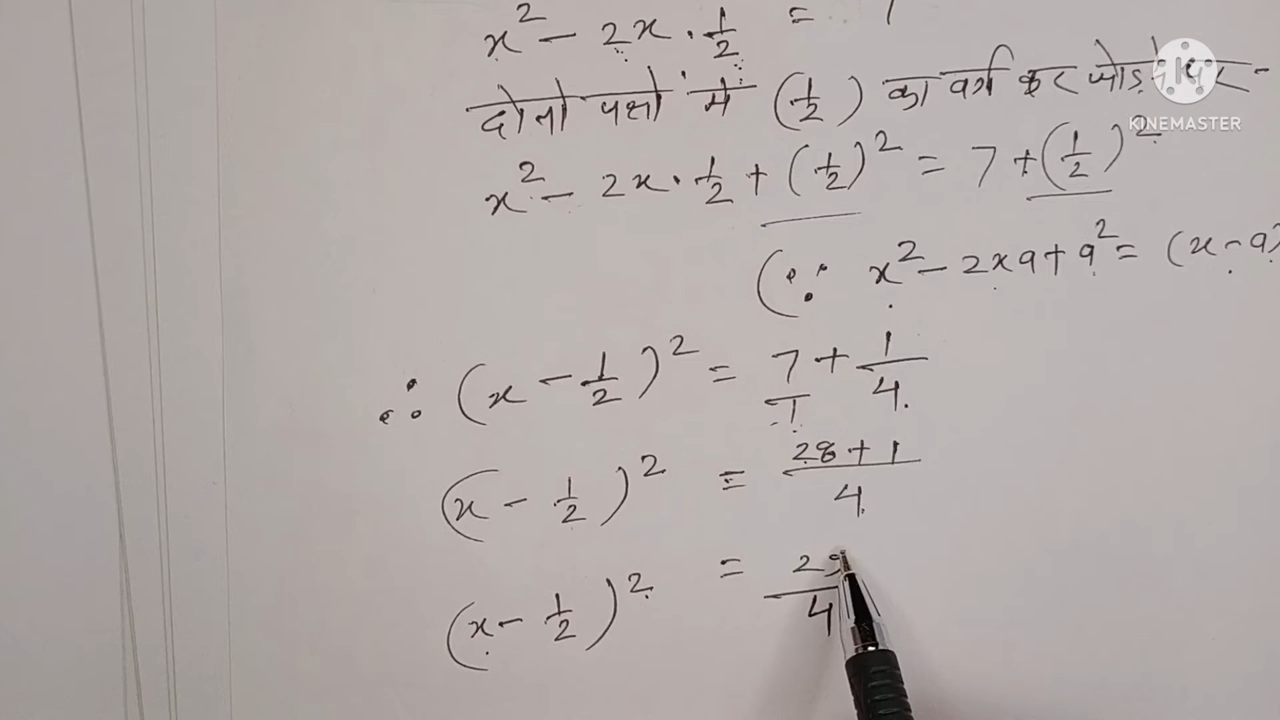 x² - 2x · 1/2 = 7
दोनो पक्षो मे (1/2) का वर्ग कर जोड़ने पर -
KINEMASTER
x² - 2x · 1/2 + (1/2)² = 7 + (1/2)²
(∵ x² - 2xa + a² = (x - a)
∴ (x - 1/2)² = 7/1 + 1/4
(x - 1/2)² = 28 + 1/4
(x - 1/2)² = 29/4